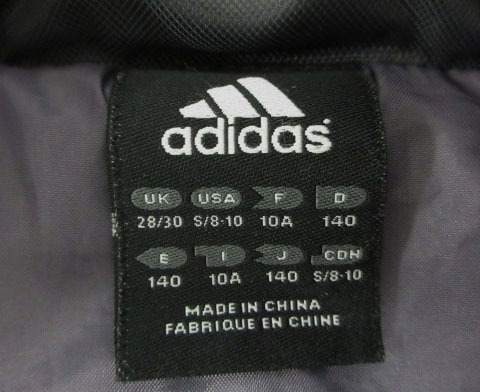 adidas
UK USA F D
28/30 S/8-10 10A 140
E I J CDN
140 10A 140 S/8-10
MADE IN CHINA
FABRIQUE EN CHINE